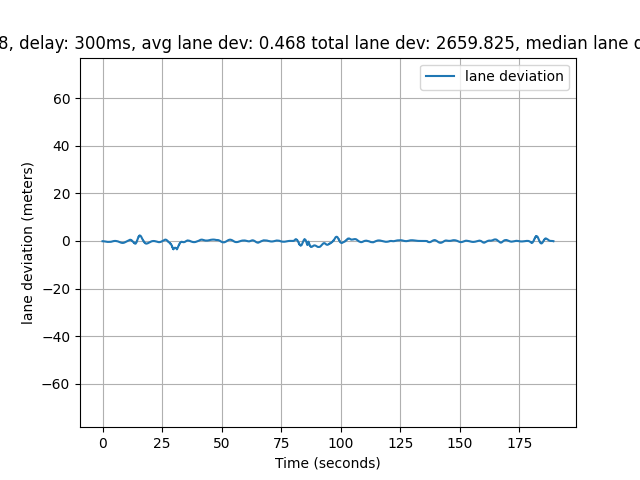 8, delay: 300ms, avg lane dev: 0.468 total lane dev: 2659.825, median lane
lane deviation
60
40
20
0
−20
−40
−60
lane deviation (meters)
0 25 50 75 100 125 150 175
Time (seconds)